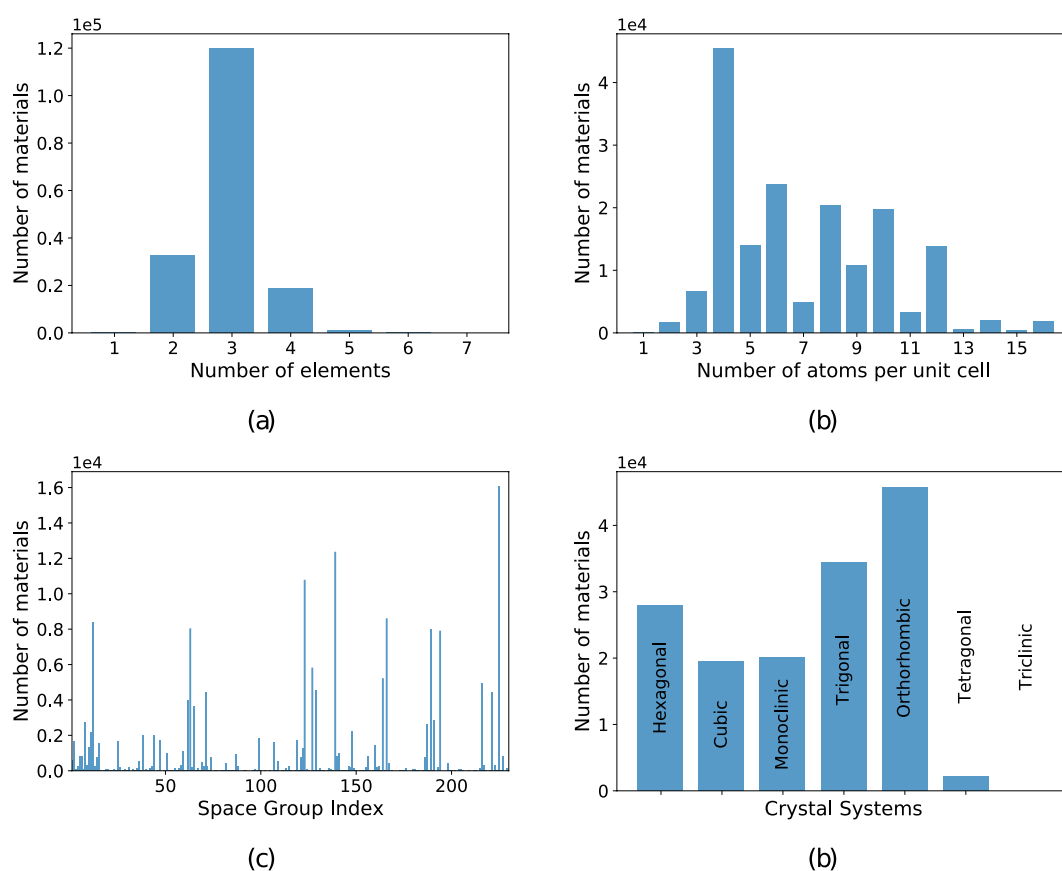 1e5
Number of materials
1.2
1.0
0.8
0.6
0.4
0.2
0.0
1 2 3 4 5 6 7
Number of elements
(a)
1e4
Number of materials
4
2
0
1 3 5 7 9 11 13 15
Number of atoms per unit cell
(b)
1e4
Number of materials
1.6
1.4
1.2
1.0
0.8
0.6
0.4
0.2
0.0
50 100 150 200
Space Group Index
(c)
1e4
Number of materials
4
2
0
Hexagonal
Cubic
Monoclinic
Trigonal
Orthorhombic
Tetragonal
Triclinic
Crystal Systems
(b)